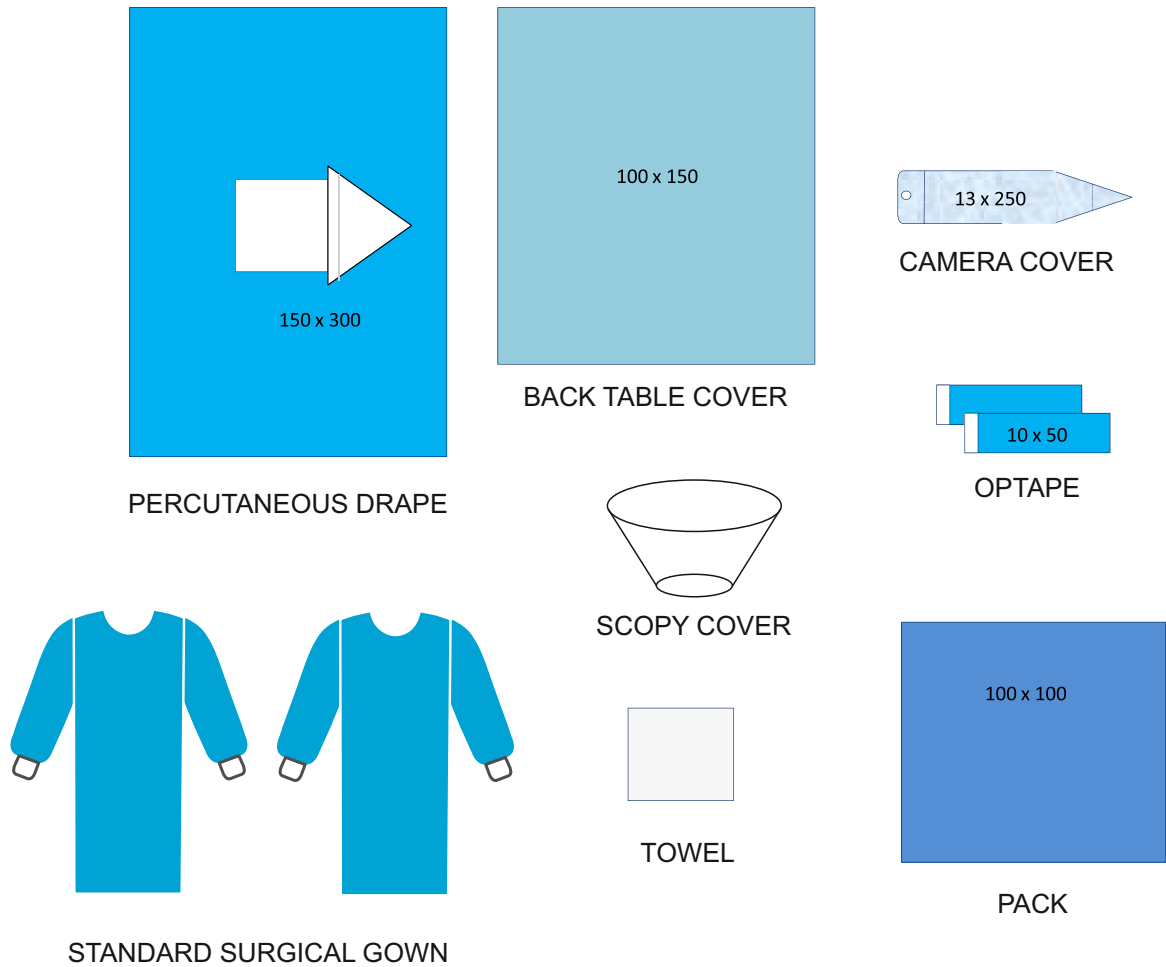 150 x 300
PERCUTANEOUS DRAPE
100 x 150
BACK TABLE COVER
13 x 250
CAMERA COVER
10 x 50
OPTAPE
SCOPY COVER
STANDARD SURGICAL GOWN
TOWEL
100 x 100
PACK